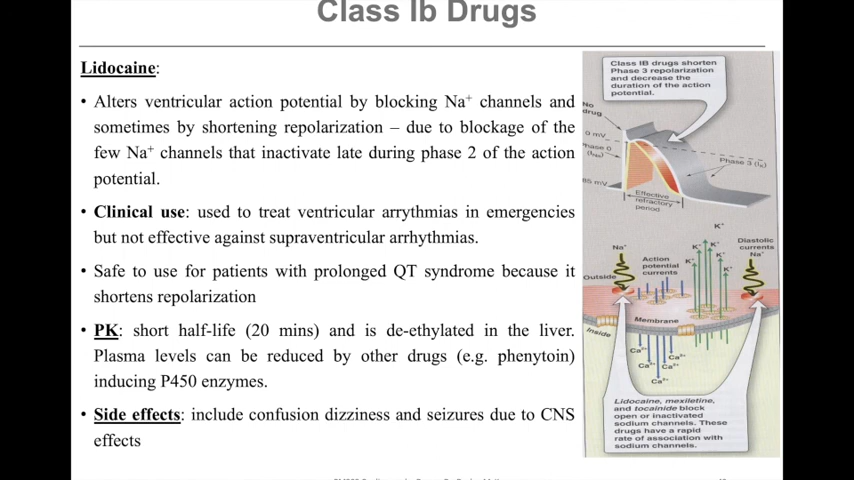 Class Ib Drugs
Lidocaine:
• Alters ventricular action potential by blocking Na⁺ channels and
sometimes by shortening repolarization – due to blockage of the
few Na⁺ channels that inactivate late during phase 2 of the action
potential.
• Clinical use: used to treat ventricular arrytmias in emergencies
but not effective against supraventricular arrhythmias.
• Safe to use for patients with prolonged QT syndrome because it
shortens repolarization
• PK: short half-life (20 mins) and is de-ethylated in the liver.
Plasma levels can be reduced by other drugs (e.g. phenytoin)
inducing P450 enzymes.
• Side effects: include confusion dizziness and seizures due to CNS
effects
Class IB drugs shorten
Phase 3 repolarization
and decrease the
duration of the action
potential.
No
drug
0 mV
Phase 0
(I Na)
85 mV
Phase 3 (I K)
Effective
refractory
period
K⁺
Na⁺
Action
potential
currents
K⁺
K⁺
K⁺
K⁺
Diastolic
currents
Na⁺
Outside
Membrane
Inside
Ca²⁺
Ca²⁺
Ca²⁺
Ca²⁺
Ca²⁺
Lidocaine, mexiletine,
and tocainide block
open or inactivated
sodium channels. These
drugs have a rapid
rate of association with
sodium channels.